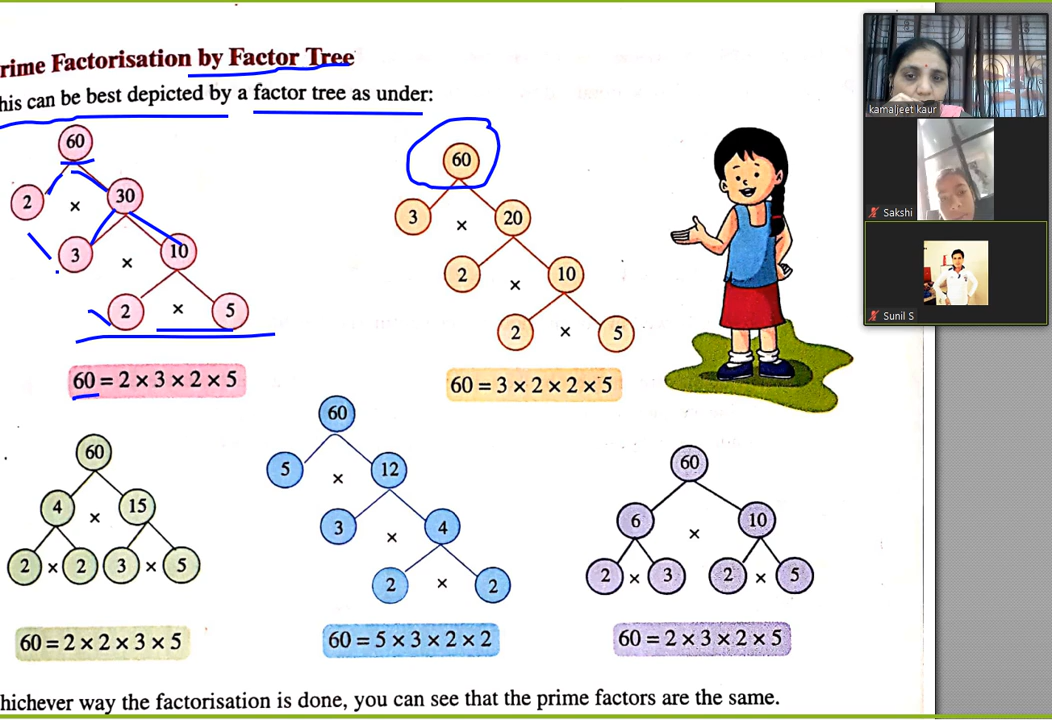 rime Factorisation by Factor Tree
his can be best depicted by a factor tree as under:
60
2 × 30
3 × 10
2 × 5
60 = 2 × 3 × 2 × 5
60
3 × 20
2 × 10
2 × 5
60 = 3 × 2 × 2 × 5
60
4 × 15
2 × 2 3 × 5
60 = 2 × 2 × 3 × 5
60
5 × 12
3 × 4
2 × 2
60 = 5 × 3 × 2 × 2
60
6 × 10
2 × 3 2 × 5
60 = 2 × 3 × 2 × 5
hichever way the factorisation is done, you can see that the prime factors are the same.
kamaljeet kaur
Sakshi
Sunil S